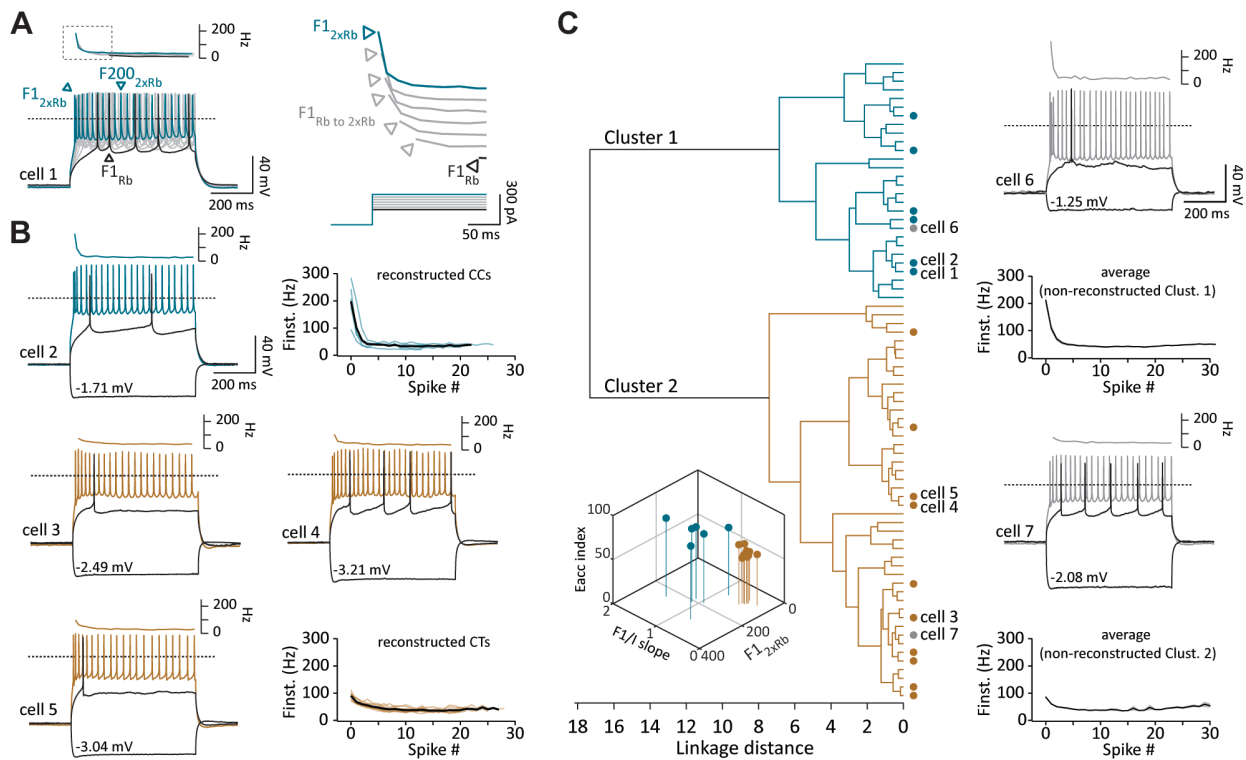 A
200
0
Hz
F1 2xRb
F200 2xRb
F1 2xRb
F1 Rb to 2xRb
F1 Rb
F1 Rb
cell 1
40 mV
200 ms
300 pA
50 ms
B
200
0
Hz
cell 2
-1.71 mV
40 mV
200 ms
reconstructed CCs
Finst. (Hz)
300
200
100
0
0 10 20 30
Spike #
200
0
Hz
cell 3
-2.49 mV
200
0
Hz
cell 4
-3.21 mV
200
0
Hz
cell 5
-3.04 mV
reconstructed CTs
Finst. (Hz)
300
200
100
0
0 10 20 30
Spike #
C
Cluster 1
cell 6
cell 2
cell 1
Cluster 2
cell 5
cell 4
cell 3
cell 7
Eacc index
100
50
0
2
1
0
F1/I slope
400
200
0
F1 2xRb
18 16 14 12 10 8 6 4 2 0
Linkage distance
200
0
Hz
cell 6
-1.25 mV
40 mV
200 ms
average
(non-reconstructed Clust. 1)
Finst. (Hz)
300
200
100
0
0 10 20 30
Spike #
200
0
Hz
cell 7
-2.08 mV
average
(non-reconstructed Clust. 2)
Finst. (Hz)
300
200
100
0
0 10 20 30
Spike #